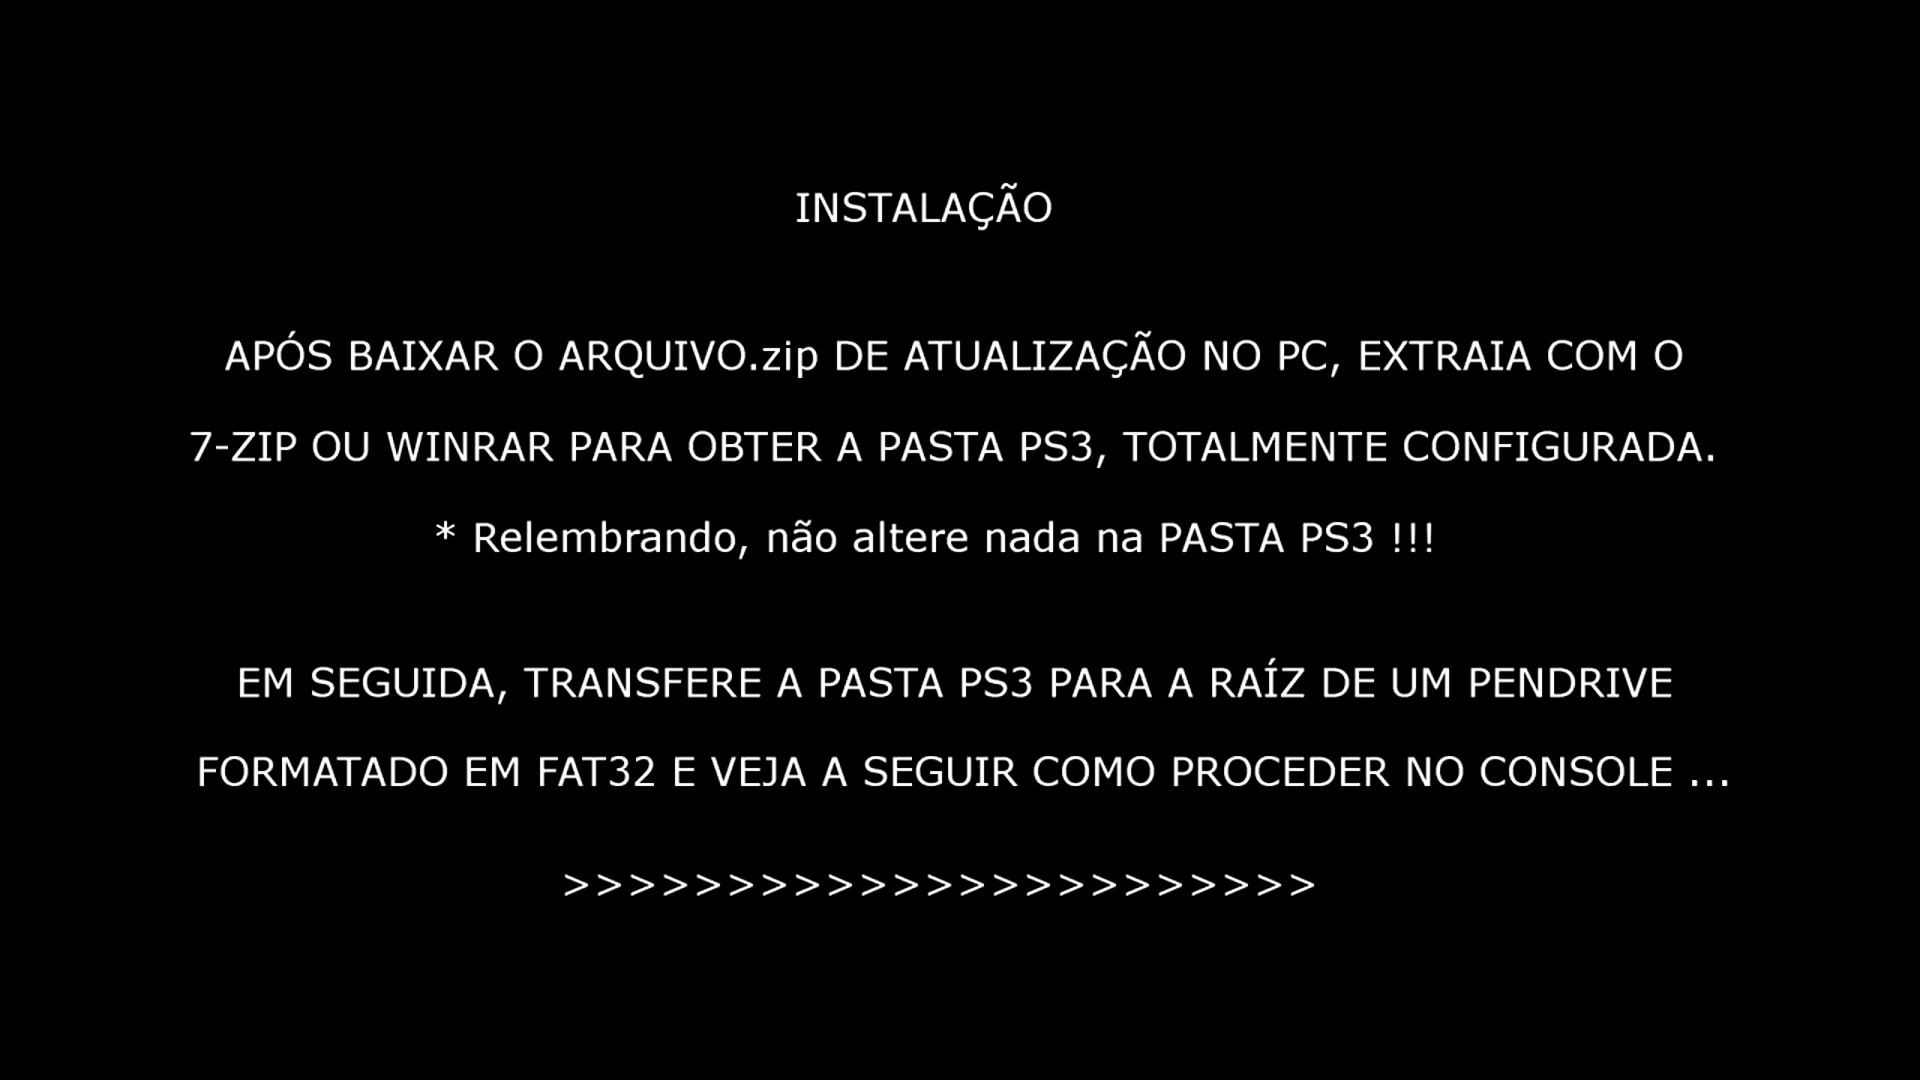 INSTALAÇÃO
APÓS BAIXAR O ARQUIVO.zip DE ATUALIZAÇÃO NO PC, EXTRAIA COM O
7-ZIP OU WINRAR PARA OBTER A PASTA PS3, TOTALMENTE CONFIGURADA.
* Relembrando, não altere nada na PASTA PS3 !!!
EM SEGUIDA, TRANSFERE A PASTA PS3 PARA A RAÍZ DE UM PENDRIVE
FORMATADO EM FAT32 E VEJA A SEGUIR COMO PROCEDER NO CONSOLE ...
>>>>>>>>>>>>>>>>>>>>>>>